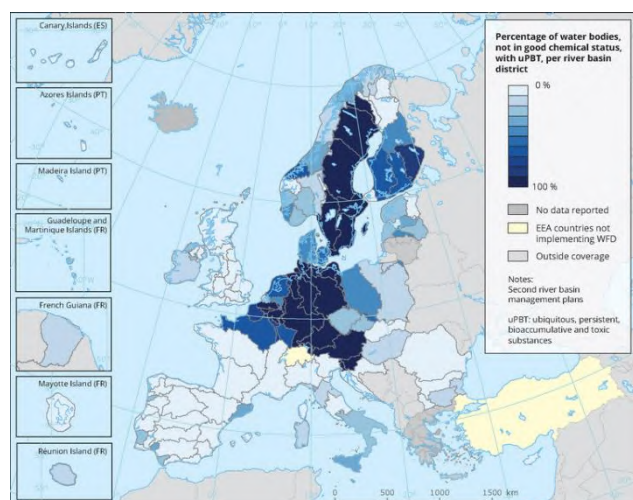 Canary Islands (ES)
Azores Islands (PT)
Madeira Island (PT)
Guadeloupe and
Martinique Islands (FR)
French Guiana (FR)
Mayotte Island (FR)
Réunion Island (FR)
Percentage of water bodies,
not in good chemical status,
with uPBT, per river basin
district
0 %
100 %
No data reported
EEA countries not
implementing WFD
Outside coverage
Notes:
Second river basin
management plans
uPBT: ubiquitous, persistent,
bioaccumulative and toxic
substances
0 500 1000 1500 km